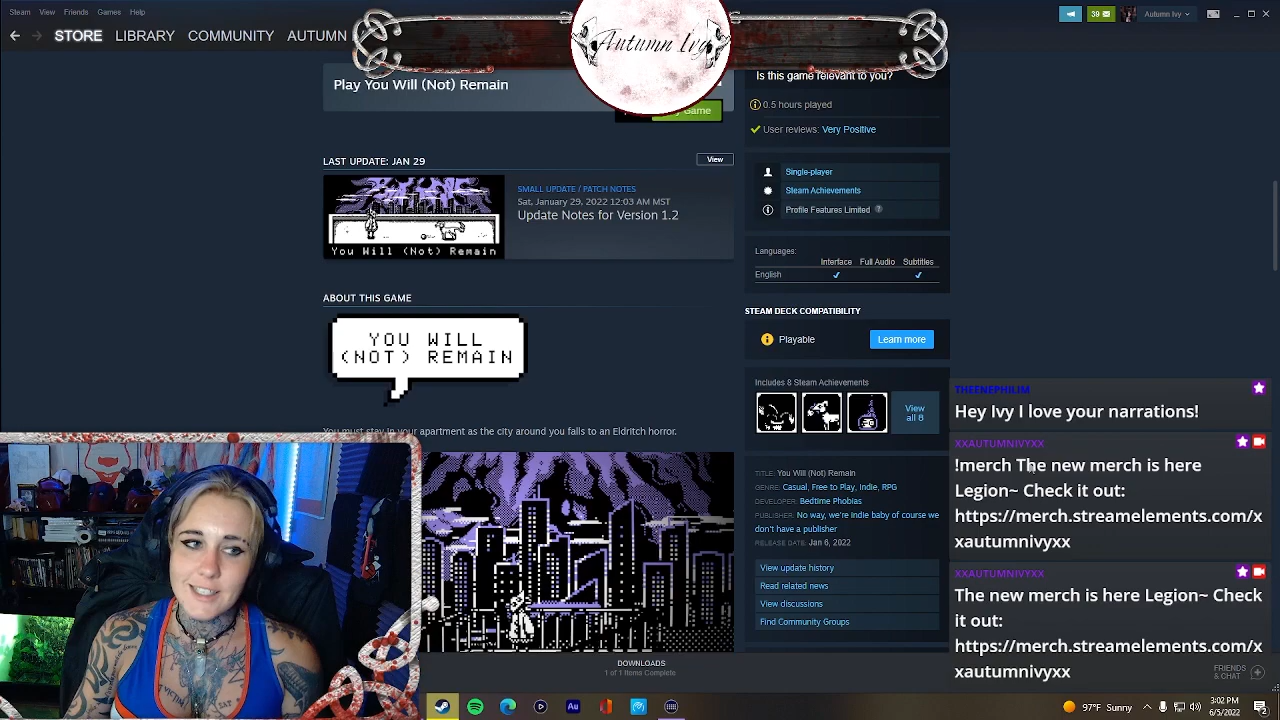 Steam View Friends Games Help
39
Autumn Ivy
STORE LIBRARY COMMUNITY AUTUMN
Autumn Ivy
Play You Will (Not) Remain
Game
LAST UPDATE: JAN 29
View
SMALL UPDATE / PATCH NOTES
Sat, January 29, 2022 12:03 AM MST
Update Notes for Version 1.2
You Will (Not) Remain
ABOUT THIS GAME
YOU WILL
(NOT) REMAIN
You must stay in your apartment as the city around you falls to an Eldritch horror.
Is this game relevant to you?
0.5 hours played
User reviews: Very Positive
Single-player
Steam Achievements
Profile Features Limited ?
Languages:
Interface Full Audio Subtitles
English ✔ ✔
STEAM DECK COMPATIBILITY
Playable
Learn more
Includes 8 Steam Achievements
View
all 8
TITLE: You Will (Not) Remain
GENRE: Casual, Free to Play, Indie, RPG
DEVELOPER: Bedtime Phobias
PUBLISHER: No way, we're Indie baby of course we
don't have a publisher
RELEASE DATE: Jan 6, 2022
View update history
Read related news
View discussions
Find Community Groups
THEENEPHILIM
Hey Ivy I love your narrations!
XXAUTUMNIVYXX
!merch The new merch is here
Legion~ Check it out:
https://merch.streamelements.com/x
xautumnivyxx
XXAUTUMNIVYXX
The new merch is here Legion~ Check
it out:
https://merch.streamelements.com/x
xautumnivyxx
DOWNLOADS
1 of 1 Items Complete
FRIENDS
& CHAT
Au
97°F Sunny
3:02 PM
6/5/2022